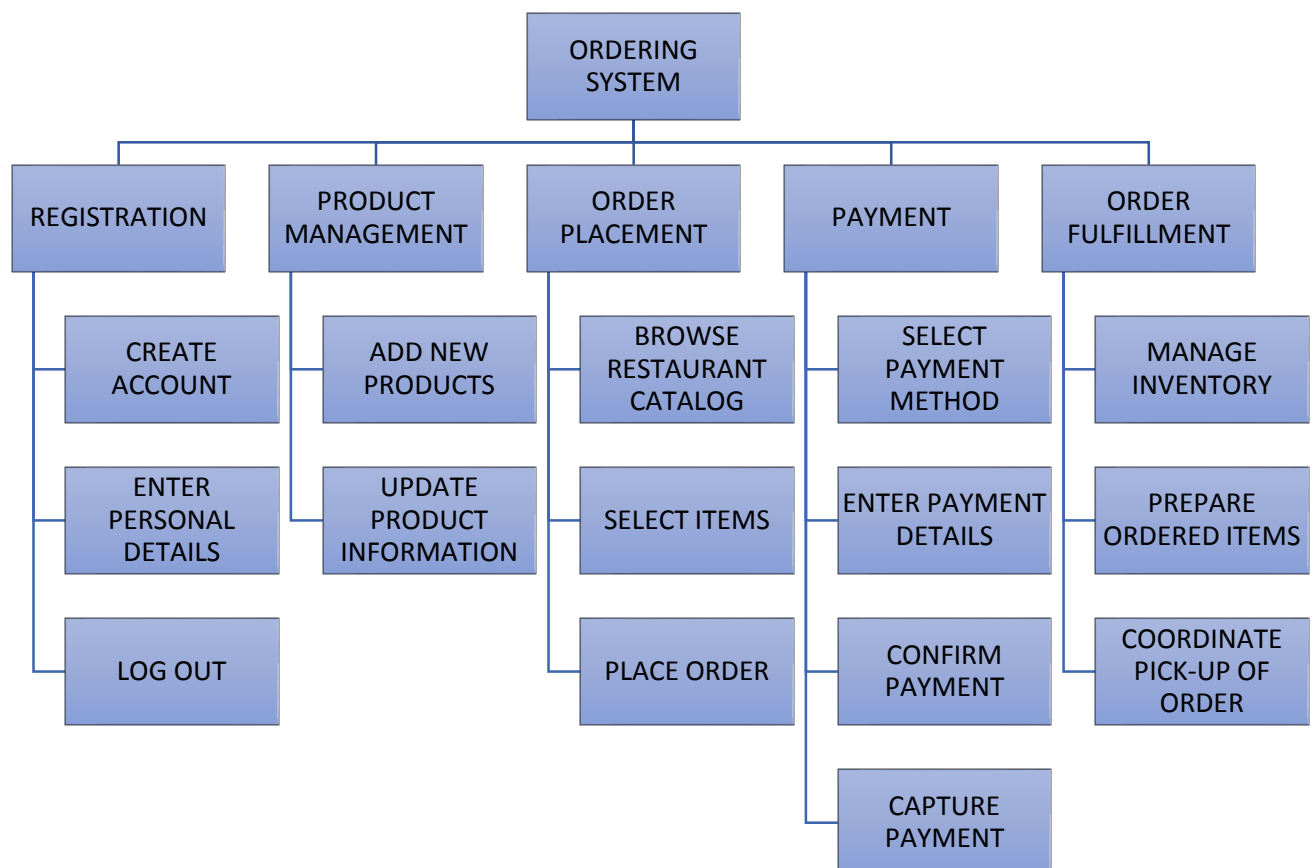 ORDERING
SYSTEM
REGISTRATION
PRODUCT
MANAGEMENT
ORDER
PLACEMENT
PAYMENT
ORDER
FULFILLMENT
CREATE
ACCOUNT
ENTER
PERSONAL
DETAILS
LOG OUT
ADD NEW
PRODUCTS
UPDATE
PRODUCT
INFORMATION
BROWSE
RESTAURANT
CATALOG
SELECT ITEMS
PLACE ORDER
SELECT
PAYMENT
METHOD
ENTER PAYMENT
DETAILS
CONFIRM
PAYMENT
CAPTURE
PAYMENT
MANAGE
INVENTORY
PREPARE
ORDERED ITEMS
COORDINATE
PICK-UP OF
ORDER